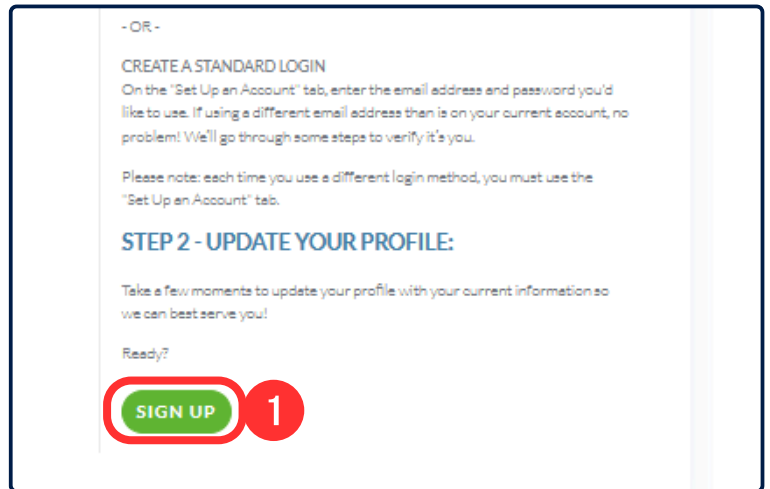 - OR -
CREATE A STANDARD LOGIN
On the "Set Up an Account" tab, enter the email address and password you'd
like to use. If using a different email address than is on your current account, no
problem! We'll go through some steps to verify it's you.
Please note: each time you use a different login method, you must use the
"Set Up an Account" tab.
STEP 2 - UPDATE YOUR PROFILE:
Take a few moments to update your profile with your current information so
we can best serve you!
Ready?
SIGN UP 1